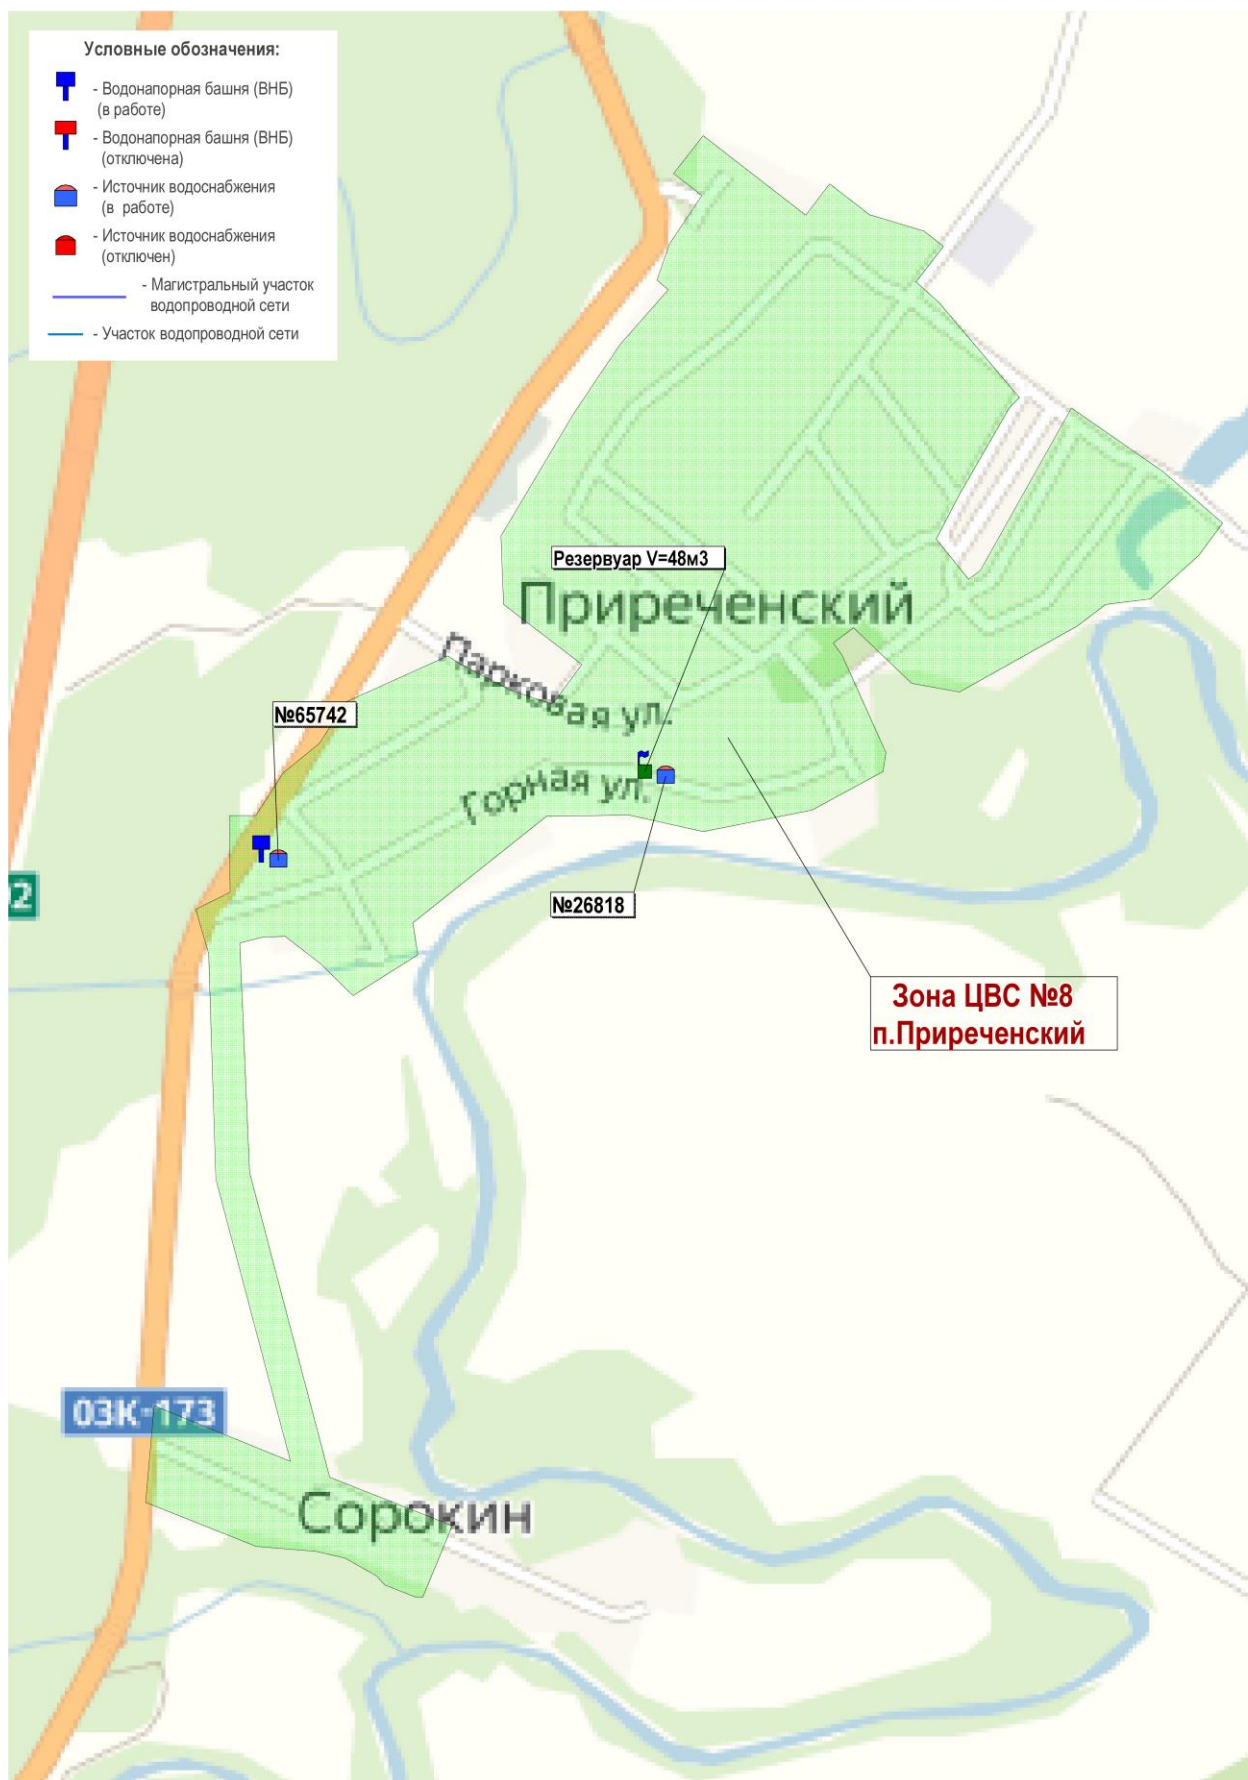 Условные обозначения:
- Водонапорная башня (ВНБ)
(в работе)
- Водонапорная башня (ВНБ)
(отключена)
- Источник водоснабжения
(в работе)
- Источник водоснабжения
(отключен)
- Магистральный участок
водопроводной сети
- Участок водопроводной сети
Резервуар V=48м3
Приреченский
Парковая ул.
№65742
Горная ул.
2
№26818
Зона ЦВС №8
п.Приреченский
03К-173
Сорокин